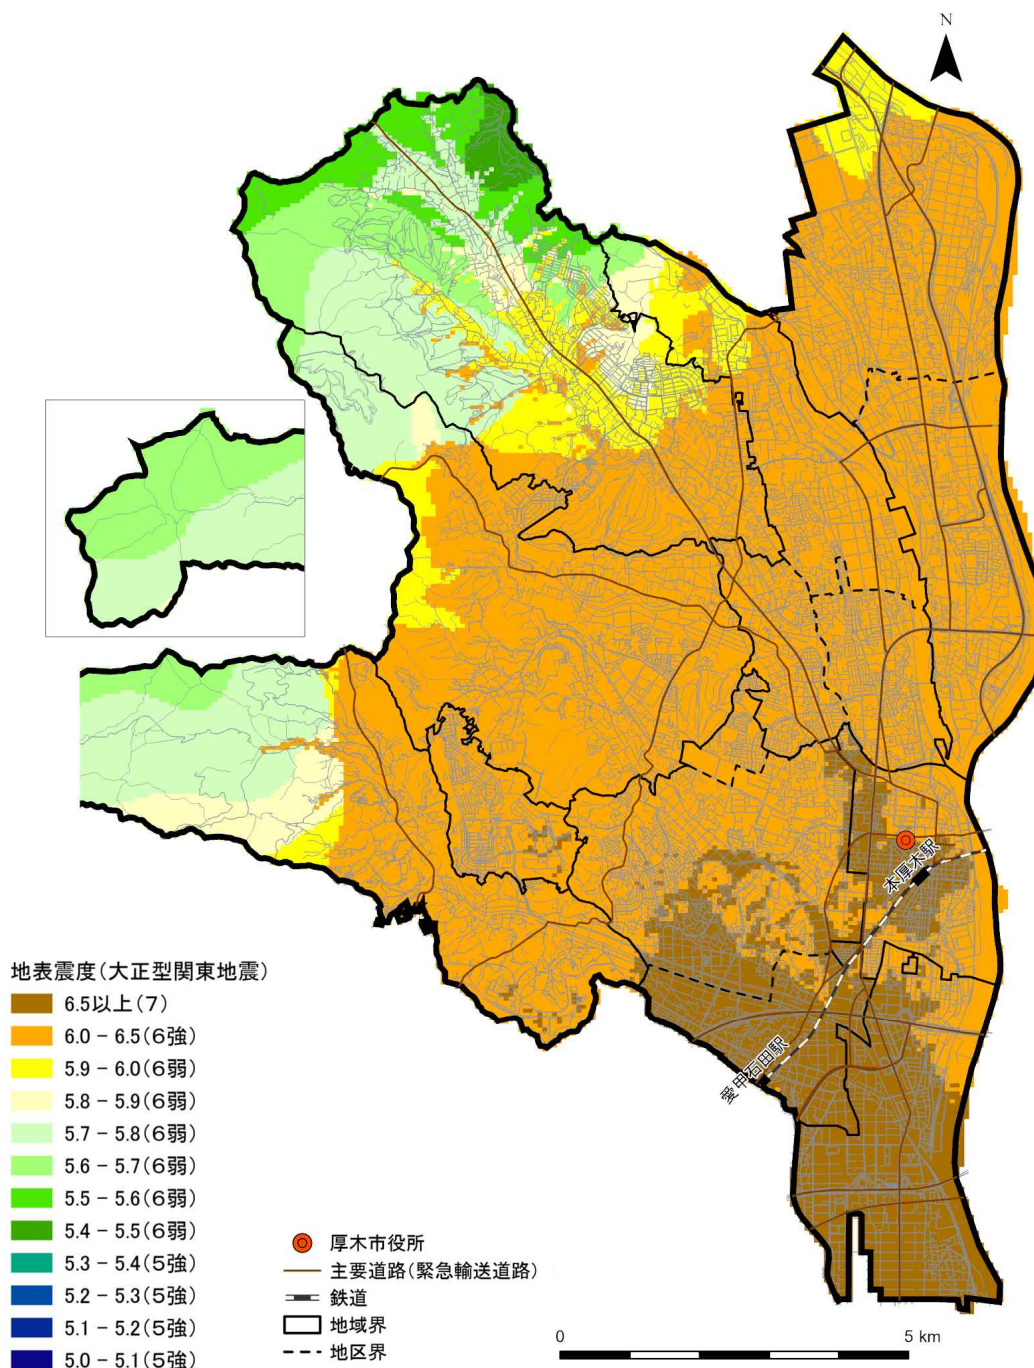 N
本厚木駅
愛甲石田駅
地表震度(大正型関東地震)
6.5以上(7)
6.0 - 6.5(6強)
5.9 - 6.0(6弱)
5.8 - 5.9(6弱)
5.7 - 5.8(6弱)
5.6 - 5.7(6弱)
5.5 - 5.6(6弱)
5.4 - 5.5(6弱)
5.3 - 5.4(5強)
5.2 - 5.3(5強)
5.1 - 5.2(5強)
5.0 - 5.1(5強)
厚木市役所
主要道路(緊急輸送道路)
鉄道
地域界
地区界
0 5 km